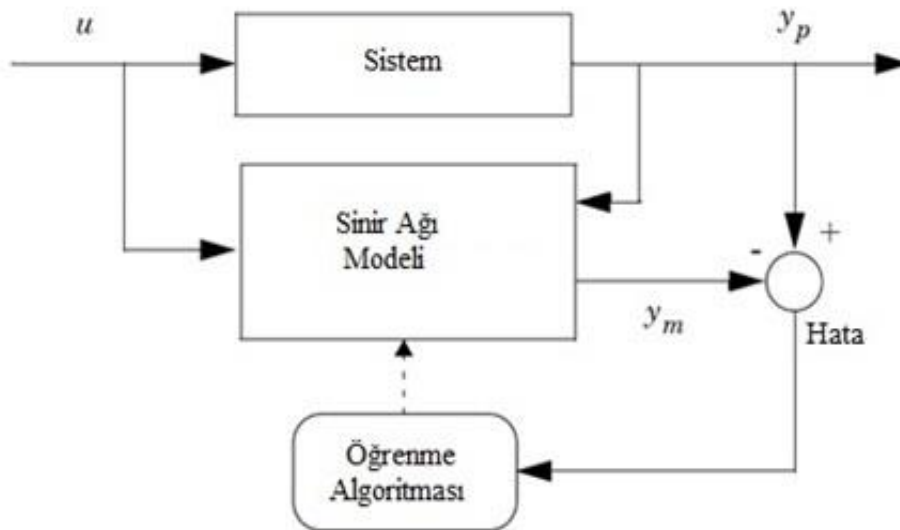 u
Sistem
y_p
Sinir Ağı
Modeli
- +
y_m
Hata
Öğrenme
Algoritması